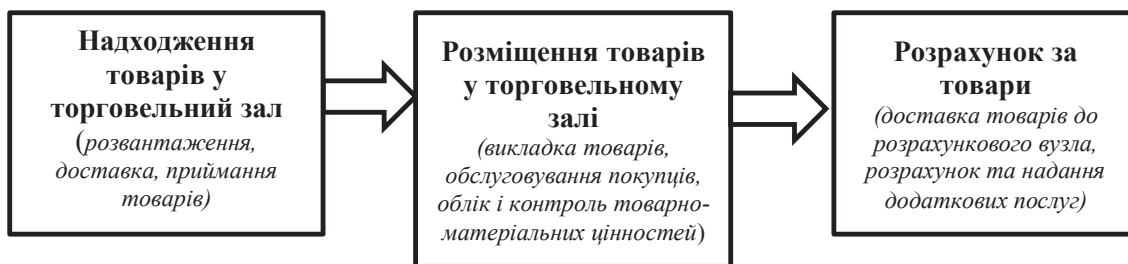 Надходження
товарів у
торговельний зал
(розвантаження,
доставка, приймання
товарів)
Розміщення товарів
у торговельному
залі
(викладка товарів,
обслуговування покупців,
облік і контроль товарно-
матеріальних цінностей)
Розрахунок за
товари
(доставка товарів до
розрахункового вузла,
розрахунок та надання
додаткових послуг)